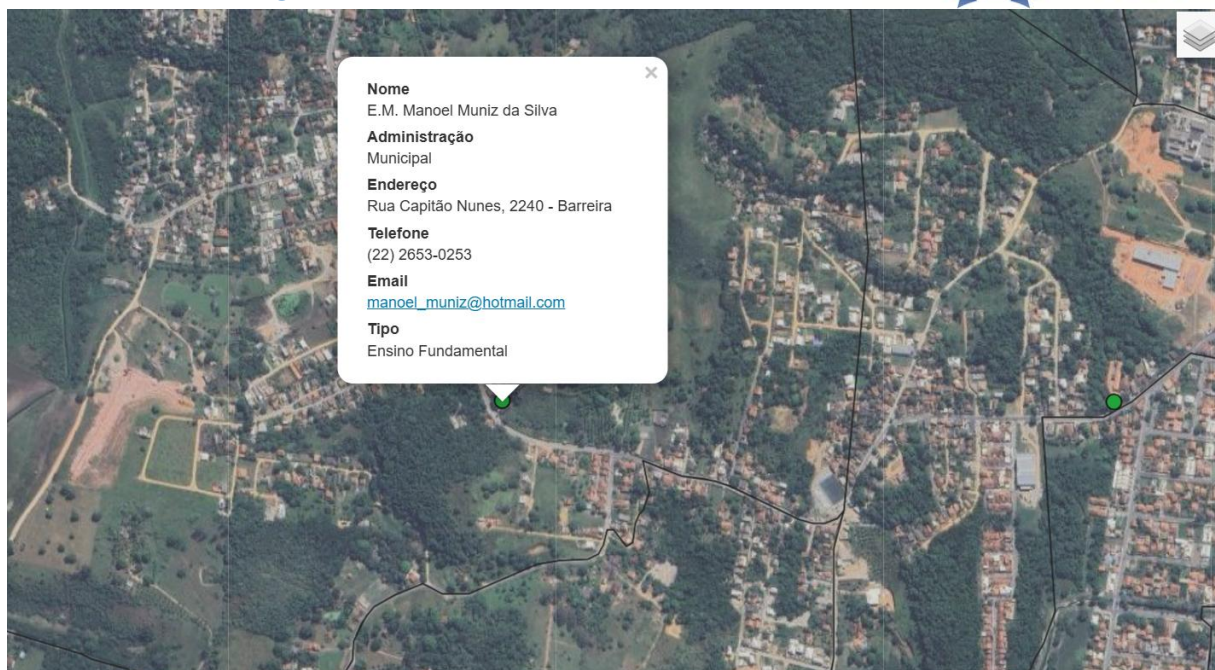 Nome
E.M. Manoel Muniz da Silva
Administração
Municipal
Endereço
Rua Capitão Nunes, 2240 - Barreira
Telefone
(22) 2653-0253
Email
manoel_muniz@hotmail.com
Tipo
Ensino Fundamental